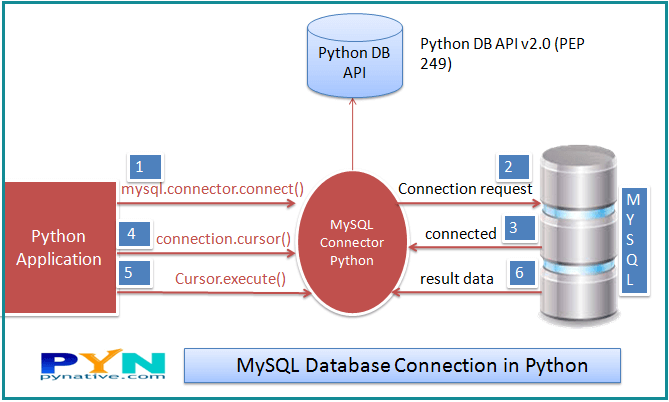 Python DB
API
Python DB API v2.0 (PEP
249)
1
mysql.connector.connect()
2
Connection request
Python
Application
MySQL
Connector
Python
4
connection.cursor()
connected
3
5
Cursor.execute()
result data
6
M
Y
S
Q
L
PYN
pynative.com
MySQL Database Connection in Python